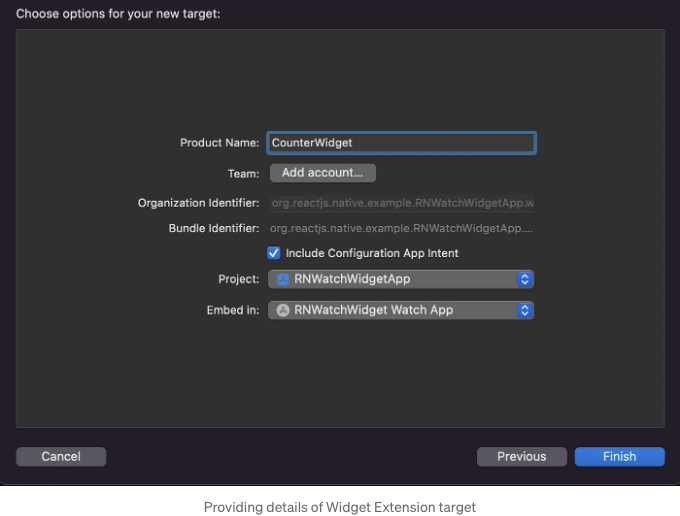 Choose options for your new target:
Product Name: CounterWidget
Team: Add account...
Organization Identifier: org.reactjs.native.example.RNWatchWidgetApp.w
Bundle Identifier: org.reactjs.native.example.RNWatchWidgetApp....
Include Configuration App Intent
Project: RNWatchWidgetApp
Embed in: RNWatchWidget Watch App
Cancel Previous Finish
Providing details of Widget Extension target